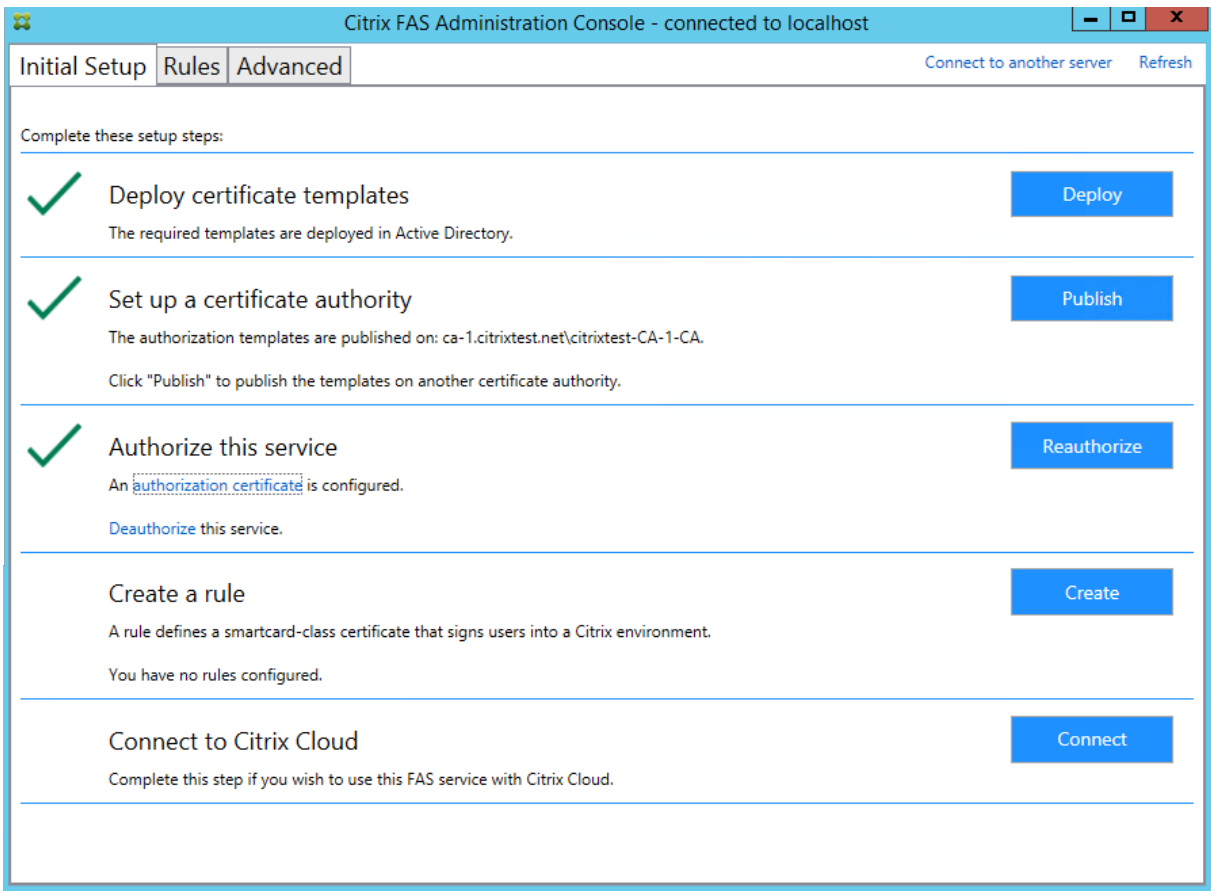 Citrix FAS Administration Console - connected to localhost
Initial Setup Rules Advanced Connect to another server Refresh
Complete these setup steps:
Deploy certificate templates Deploy
The required templates are deployed in Active Directory.
Set up a certificate authority Publish
The authorization templates are published on: ca-1.citrixtest.net\citrixtest-CA-1-CA.
Click "Publish" to publish the templates on another certificate authority.
Authorize this service Reauthorize
An authorization certificate is configured.
Deauthorize this service.
Create a rule Create
A rule defines a smartcard-class certificate that signs users into a Citrix environment.
You have no rules configured.
Connect to Citrix Cloud Connect
Complete this step if you wish to use this FAS service with Citrix Cloud.